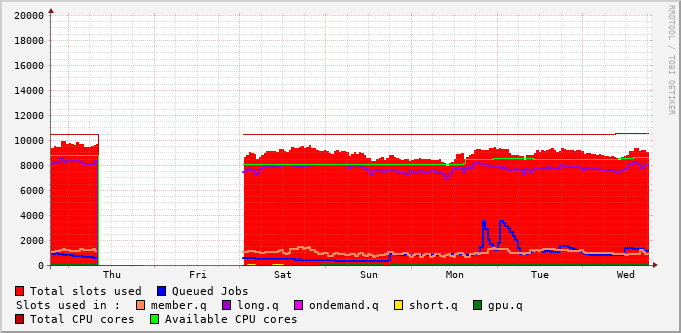 20000
18000
16000
14000
12000
10000
8000
6000
4000
2000
0
Thu Fri Sat Sun Mon Tue Wed
RRDTOOL / TOBI OETIKER
Total slots used Queued Jobs
Slots used in : member.q long.q ondemand.q short.q gpu.q
Total CPU cores Available CPU cores